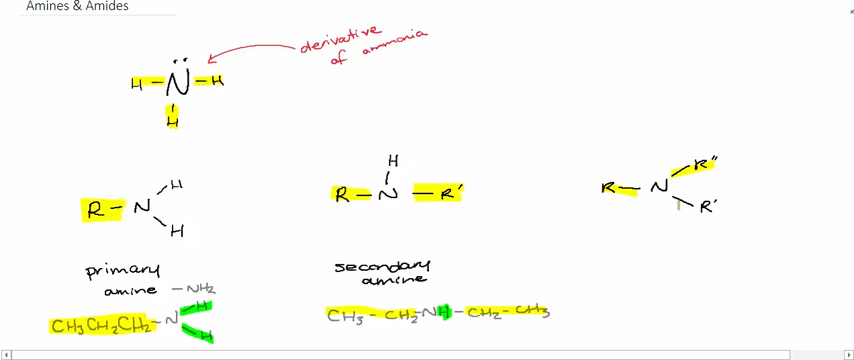 Amines & Amides
derivative
of ammonia
H – N̈ – H
H
R – N
H
H
H
R – N – R'
R – N
R"
R'
primary
amine
–NH₂
CH₃CH₂CH₂ – N
H
H
secondary
amine
CH₃ – CH₂ – NH – CH₂ – CH₃